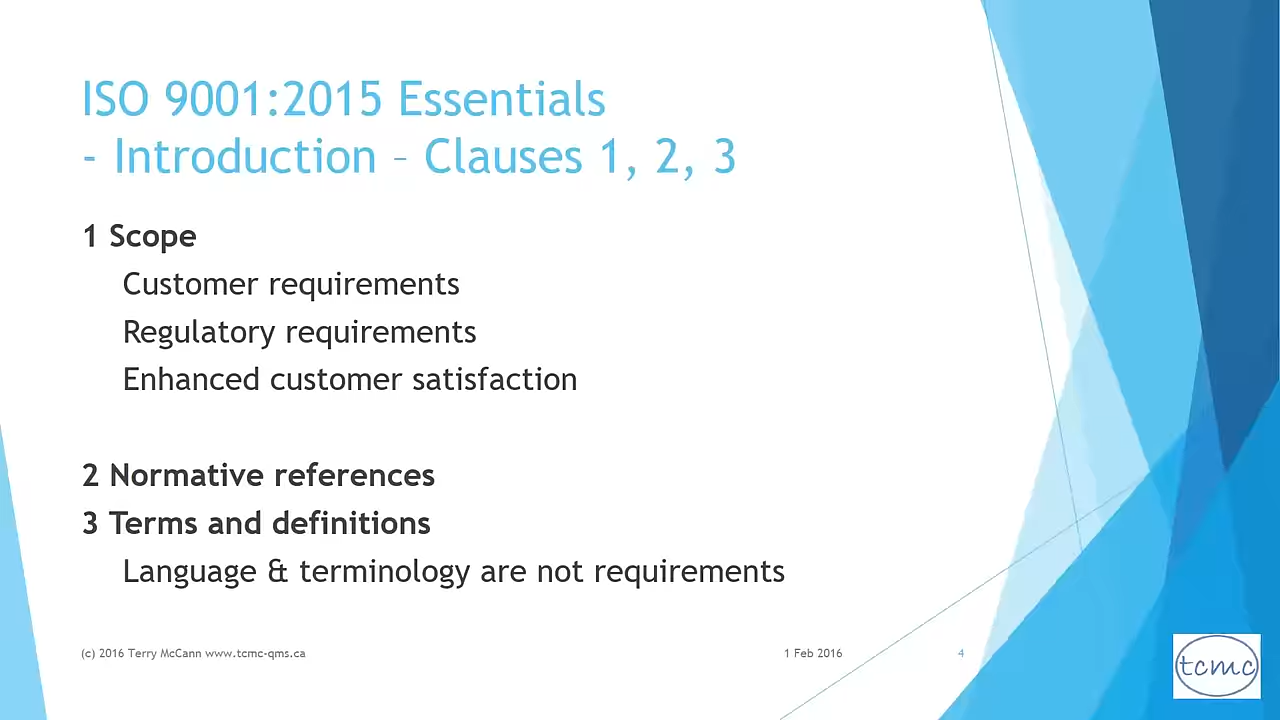 ISO 9001:2015 Essentials
- Introduction – Clauses 1, 2, 3
1 Scope
Customer requirements
Regulatory requirements
Enhanced customer satisfaction
2 Normative references
3 Terms and definitions
Language & terminology are not requirements
(c) 2016 Terry McCann www.tcmc-qms.ca
1 Feb 2016
4
tcmc